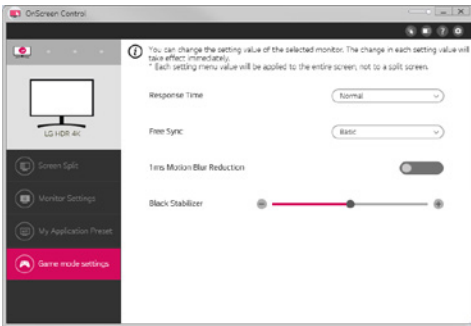 OnScreen Control
You can change the setting value of the selected monitor. The change in each setting value will
take effect immediately.
* Each setting menu value will be applied to the entire screen; not to a split screen.
LG HDR 4K
Screen Split
Monitor Settings
My Application Preset
Game mode settings
Response Time
Normal
Free Sync
Basic
1ms Motion Blur Reduction
Black Stabilizer